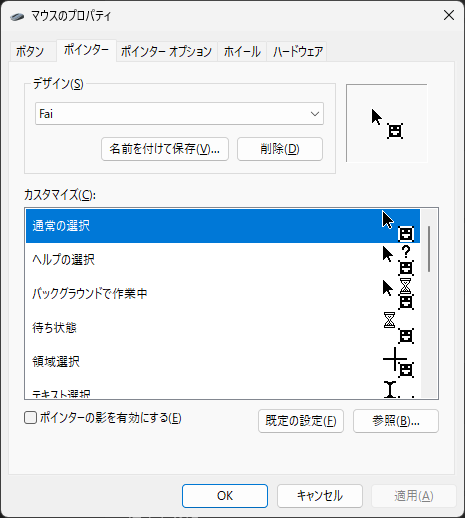 マウスのプロパティ
ボタン ポインター ポインター オプション ホイール ハードウェア
デザイン(S)
Fai
名前を付けて保存(V)... 削除(D)
カスタマイズ(C):
通常の選択
ヘルプの選択
バックグラウンドで作業中
待ち状態
領域選択
テキスト選択
ポインターの影を有効にする(E) 既定の設定(F) 参照(B)...
OK キャンセル 適用(A)